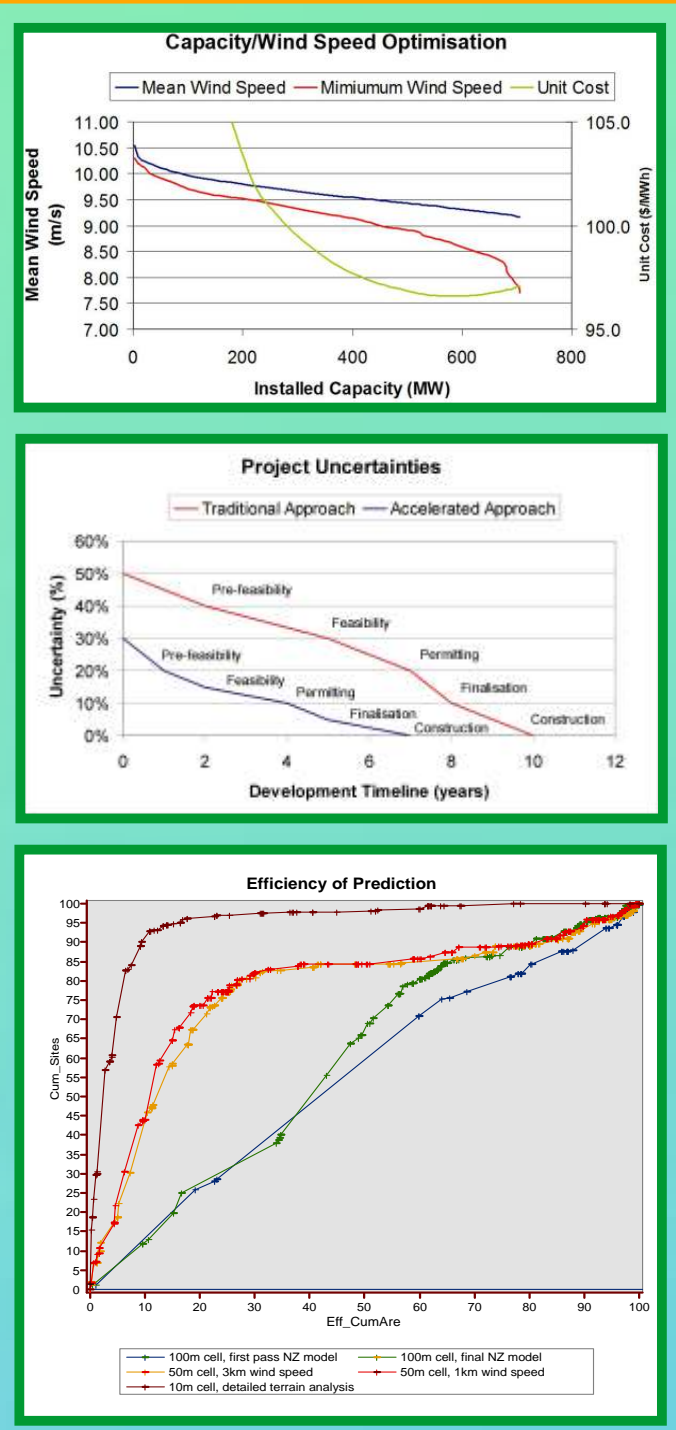 Capacity/Wind Speed Optimisation
Mean Wind Speed Mimiumum Wind Speed Unit Cost
11.00
10.50
10.00
9.50
9.00
8.50
8.00
7.50
7.00
Mean Wind Speed
(m/s)
105.0
100.0
95.0
Unit Cost ($/MWh)
0 200 400 600 800
Installed Capacity (MW)
Project Uncertainties
Traditional Approach Accelerated Approach
60%
50%
40%
30%
20%
10%
0%
Uncertainty (%)
Pre-feasibility
Feasibility
Permitting
Finalisation
Construction
Pre-feasibility
Feasibility
Permitting
Finalisation
Construction
0 2 4 6 8 10 12
Development Timeline (years)
Efficiency of Prediction
100
95
90
85
80
75
70
65
60
55
50
45
40
35
30
25
20
15
10
5
0
Cum_Sites
0 10 20 30 40 50 60 70 80 90 100
Eff_CumAre
100m cell, first pass NZ model 100m cell, final NZ model
50m cell, 3km wind speed 50m cell, 1km wind speed
10m cell, detailed terrain analysis